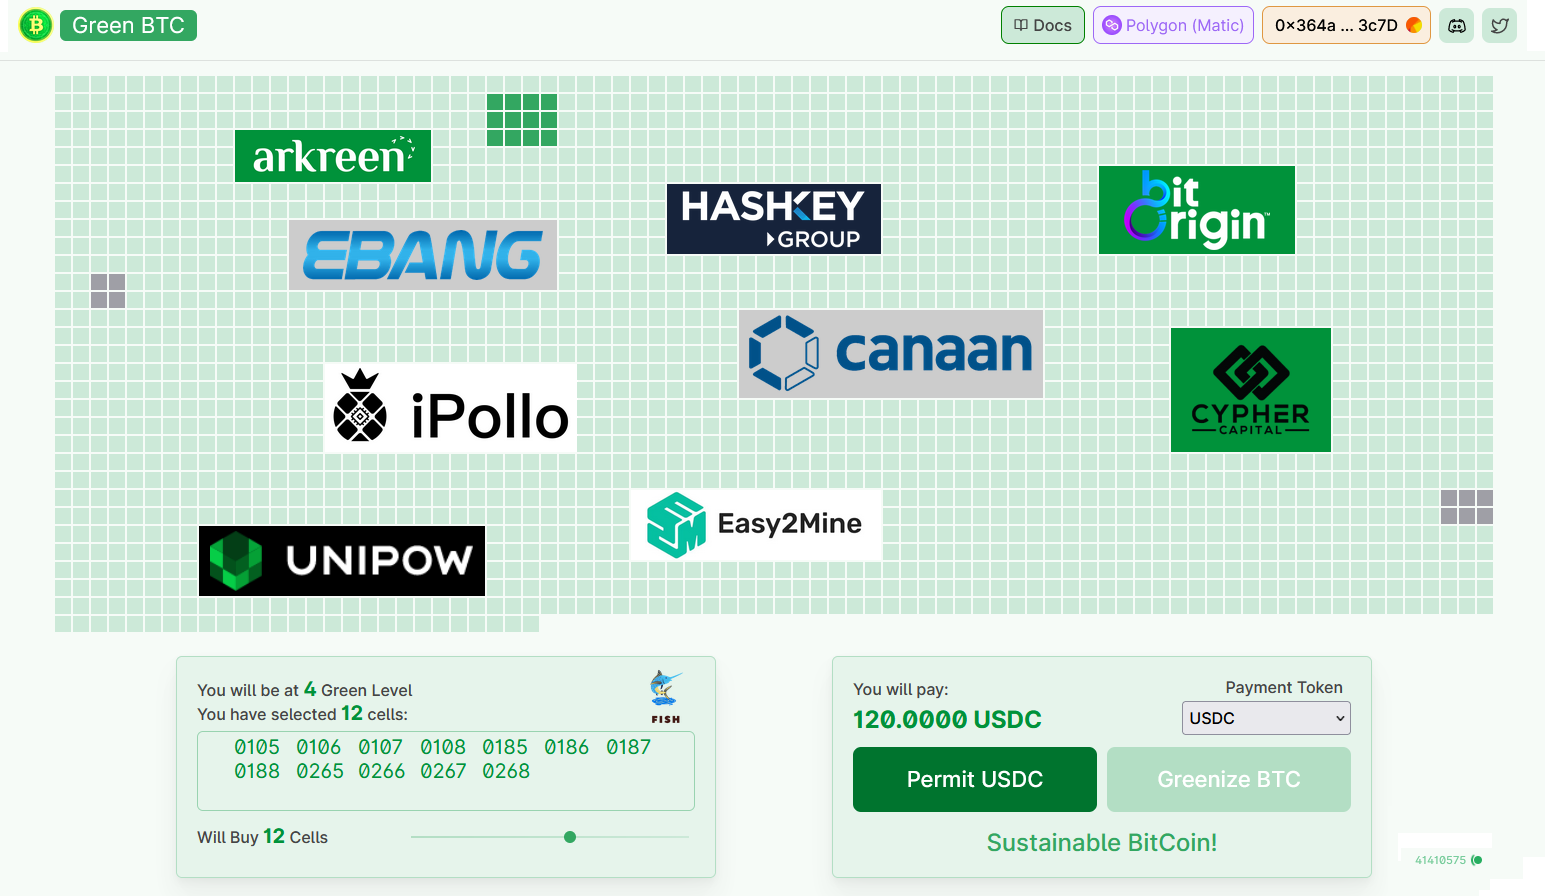 Green BTC
Docs
Polygon (Matic)
0x364a ... 3c7D
arkreen
HASHKEY
GROUP
bit
Origin™
EBANG
canaan
iPollo
CYPHER
CAPITAL
Easy2Mine
UNIPOW
You will be at 4 Green Level
You have selected 12 cells:
FISH
0105 0106 0107 0108 0185 0186 0187
0188 0265 0266 0267 0268
Will Buy 12 Cells
You will pay:
120.0000 USDC
Payment Token
USDC
Permit USDC
Greenize BTC
Sustainable BitCoin!
41410575